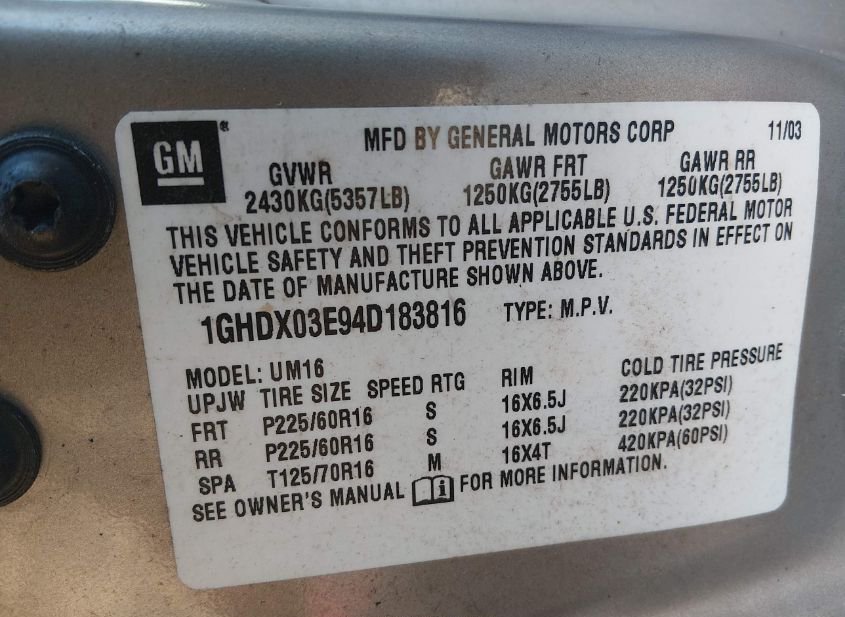 GM® MFD BY GENERAL MOTORS CORP 11/03
GVWR GAWR FRT GAWR RR
2430KG(5357LB) 1250KG(2755LB) 1250KG(2755LB)
THIS VEHICLE CONFORMS TO ALL APPLICABLE U.S. FEDERAL MOTOR
VEHICLE SAFETY AND THEFT PREVENTION STANDARDS IN EFFECT ON
THE DATE OF MANUFACTURE SHOWN ABOVE.
1GHDX03E94D183816 TYPE: M.P.V.
MODEL: UM16
UPJW TIRE SIZE SPEED RTG RIM COLD TIRE PRESSURE
FRT P225/60R16 S 16X6.5J 220KPA(32PSI)
RR P225/60R16 S 16X6.5J 220KPA(32PSI)
SPA T125/70R16 M 16X4T 420KPA(60PSI)
SEE OWNER'S MANUAL FOR MORE INFORMATION.